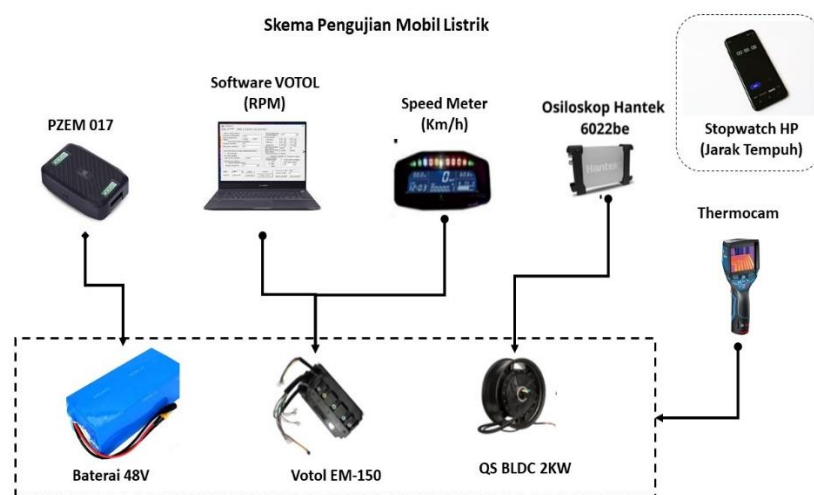 Skema Pengujian Mobil Listrik
PZEM 017
Software VOTOL
(RPM)
Speed Meter
(Km/h)
Osiloskop Hantek
6022be
Stopwatch HP
(Jarak Tempuh)
Thermocam
Hantek
Baterai 48V
Votol EM-150
QS BLDC 2KW